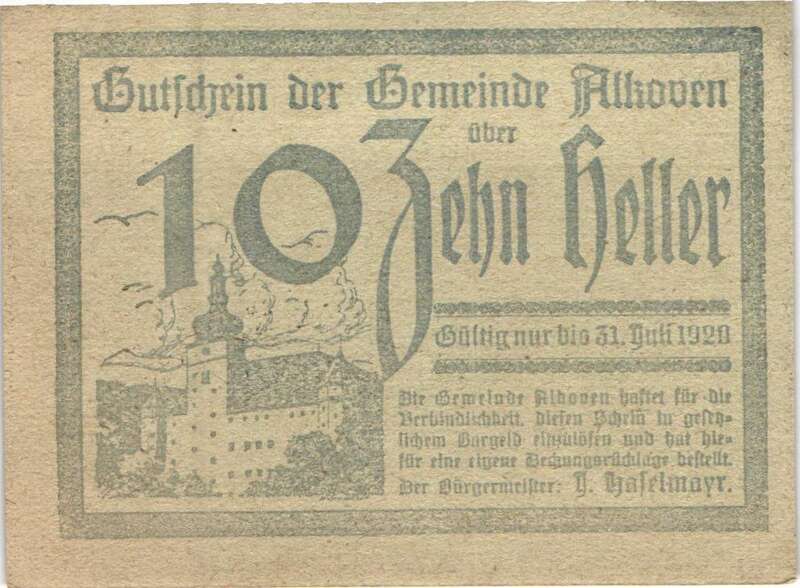 Gutschein der Gemeinde Alkoven
über
10 Zehn Heller
Gültig nur bis 31. Juli 1920
Die Gemeinde Alkoven haftet für die
Verbindlichkeit, diesen Schein in gesetz-
lichem Bargeld einzulösen und hat hie-
für eine eigene Deckungsrücklage bestellt.
Der Bürgermeister: J. Haselmayr.